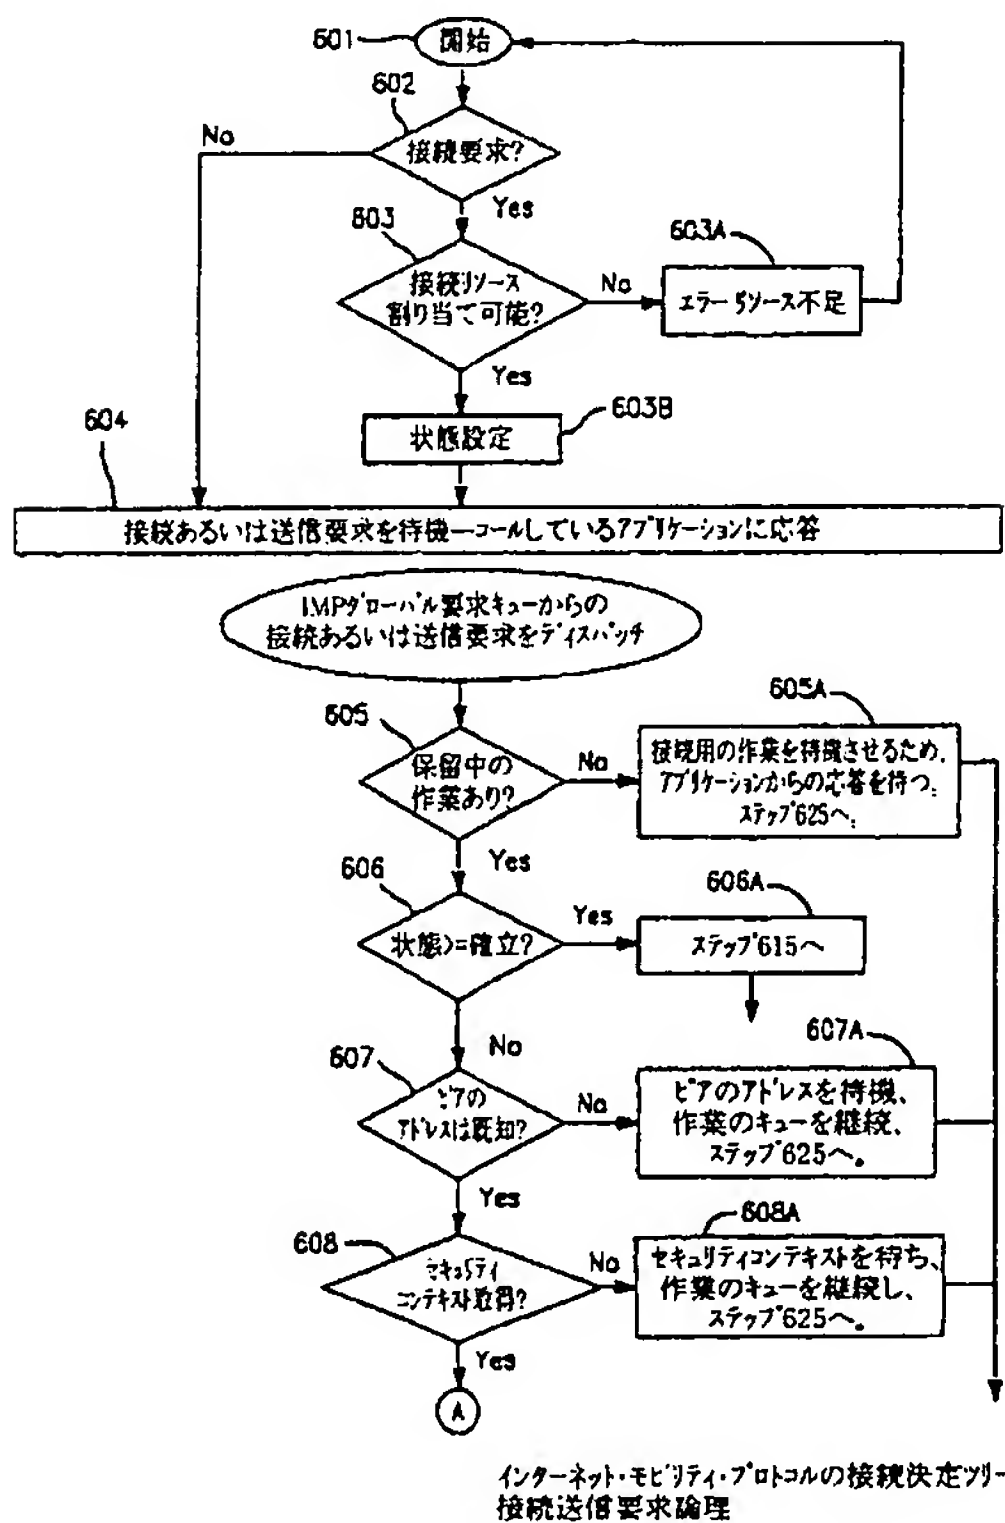 601
開始
602
No
接続要求?
Yes
603
603A
接続リソース
割り当て可能?
No
エラーリソース不足
Yes
603B
604
状態設定
接続あるいは送信要求を待機—コールしているアプリケーションに応答
IMPグローバル要求キューからの
接続あるいは送信要求をディスパッチ
605
605A
保留中の
作業あり?
No
接続用の作業を待機させるため、
アプリケーションからの応答を待つ;
ステップ625へ;
Yes
606
606A
状態>=確立?
Yes
ステップ615へ
No
607
607A
ピアの
アドレスは既知?
No
ピアのアドレスを待機、
作業のキューを継続、
ステップ625へ。
Yes
608
608A
セキュリティ
コンテキスト取得?
No
セキュリティコンテキストを待ち、
作業のキューを継続し、
ステップ625へ。
Yes
A
インターネット・モビリティ・プロトコルの接続決定ツリー
接続送信要求論理